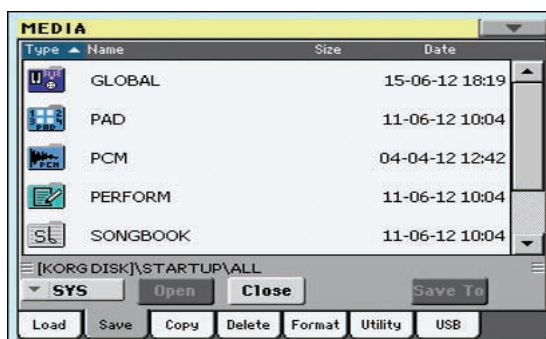 MEDIA
Type Name Size Date
GLOBAL 15-06-12 18:19
PAD 11-06-12 10:04
PCM 04-04-12 12:42
PERFORM 11-06-12 10:04
SONGBOOK 11-06-12 10:04
[KORG DISK]\STARTUP\ALL
SYS Open Close Save To
Load Save Copy Delete Format Utility USB